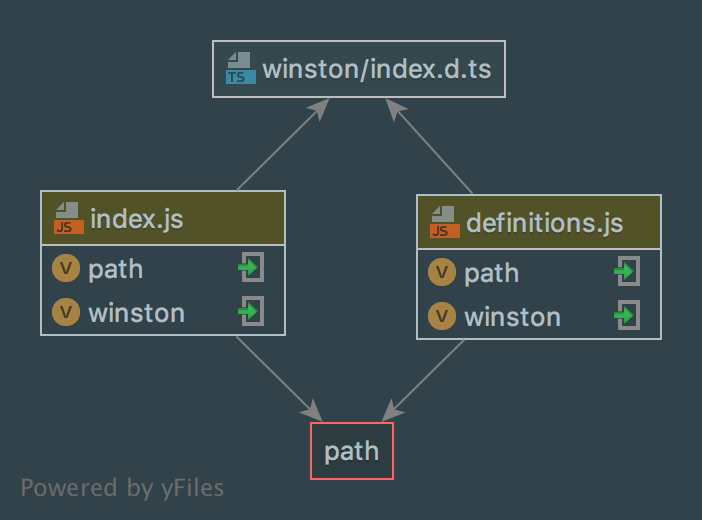 TS winston/index.d.ts
JS index.js
V path
V winston
JS definitions.js
V path
V winston
path
Powered by yFiles